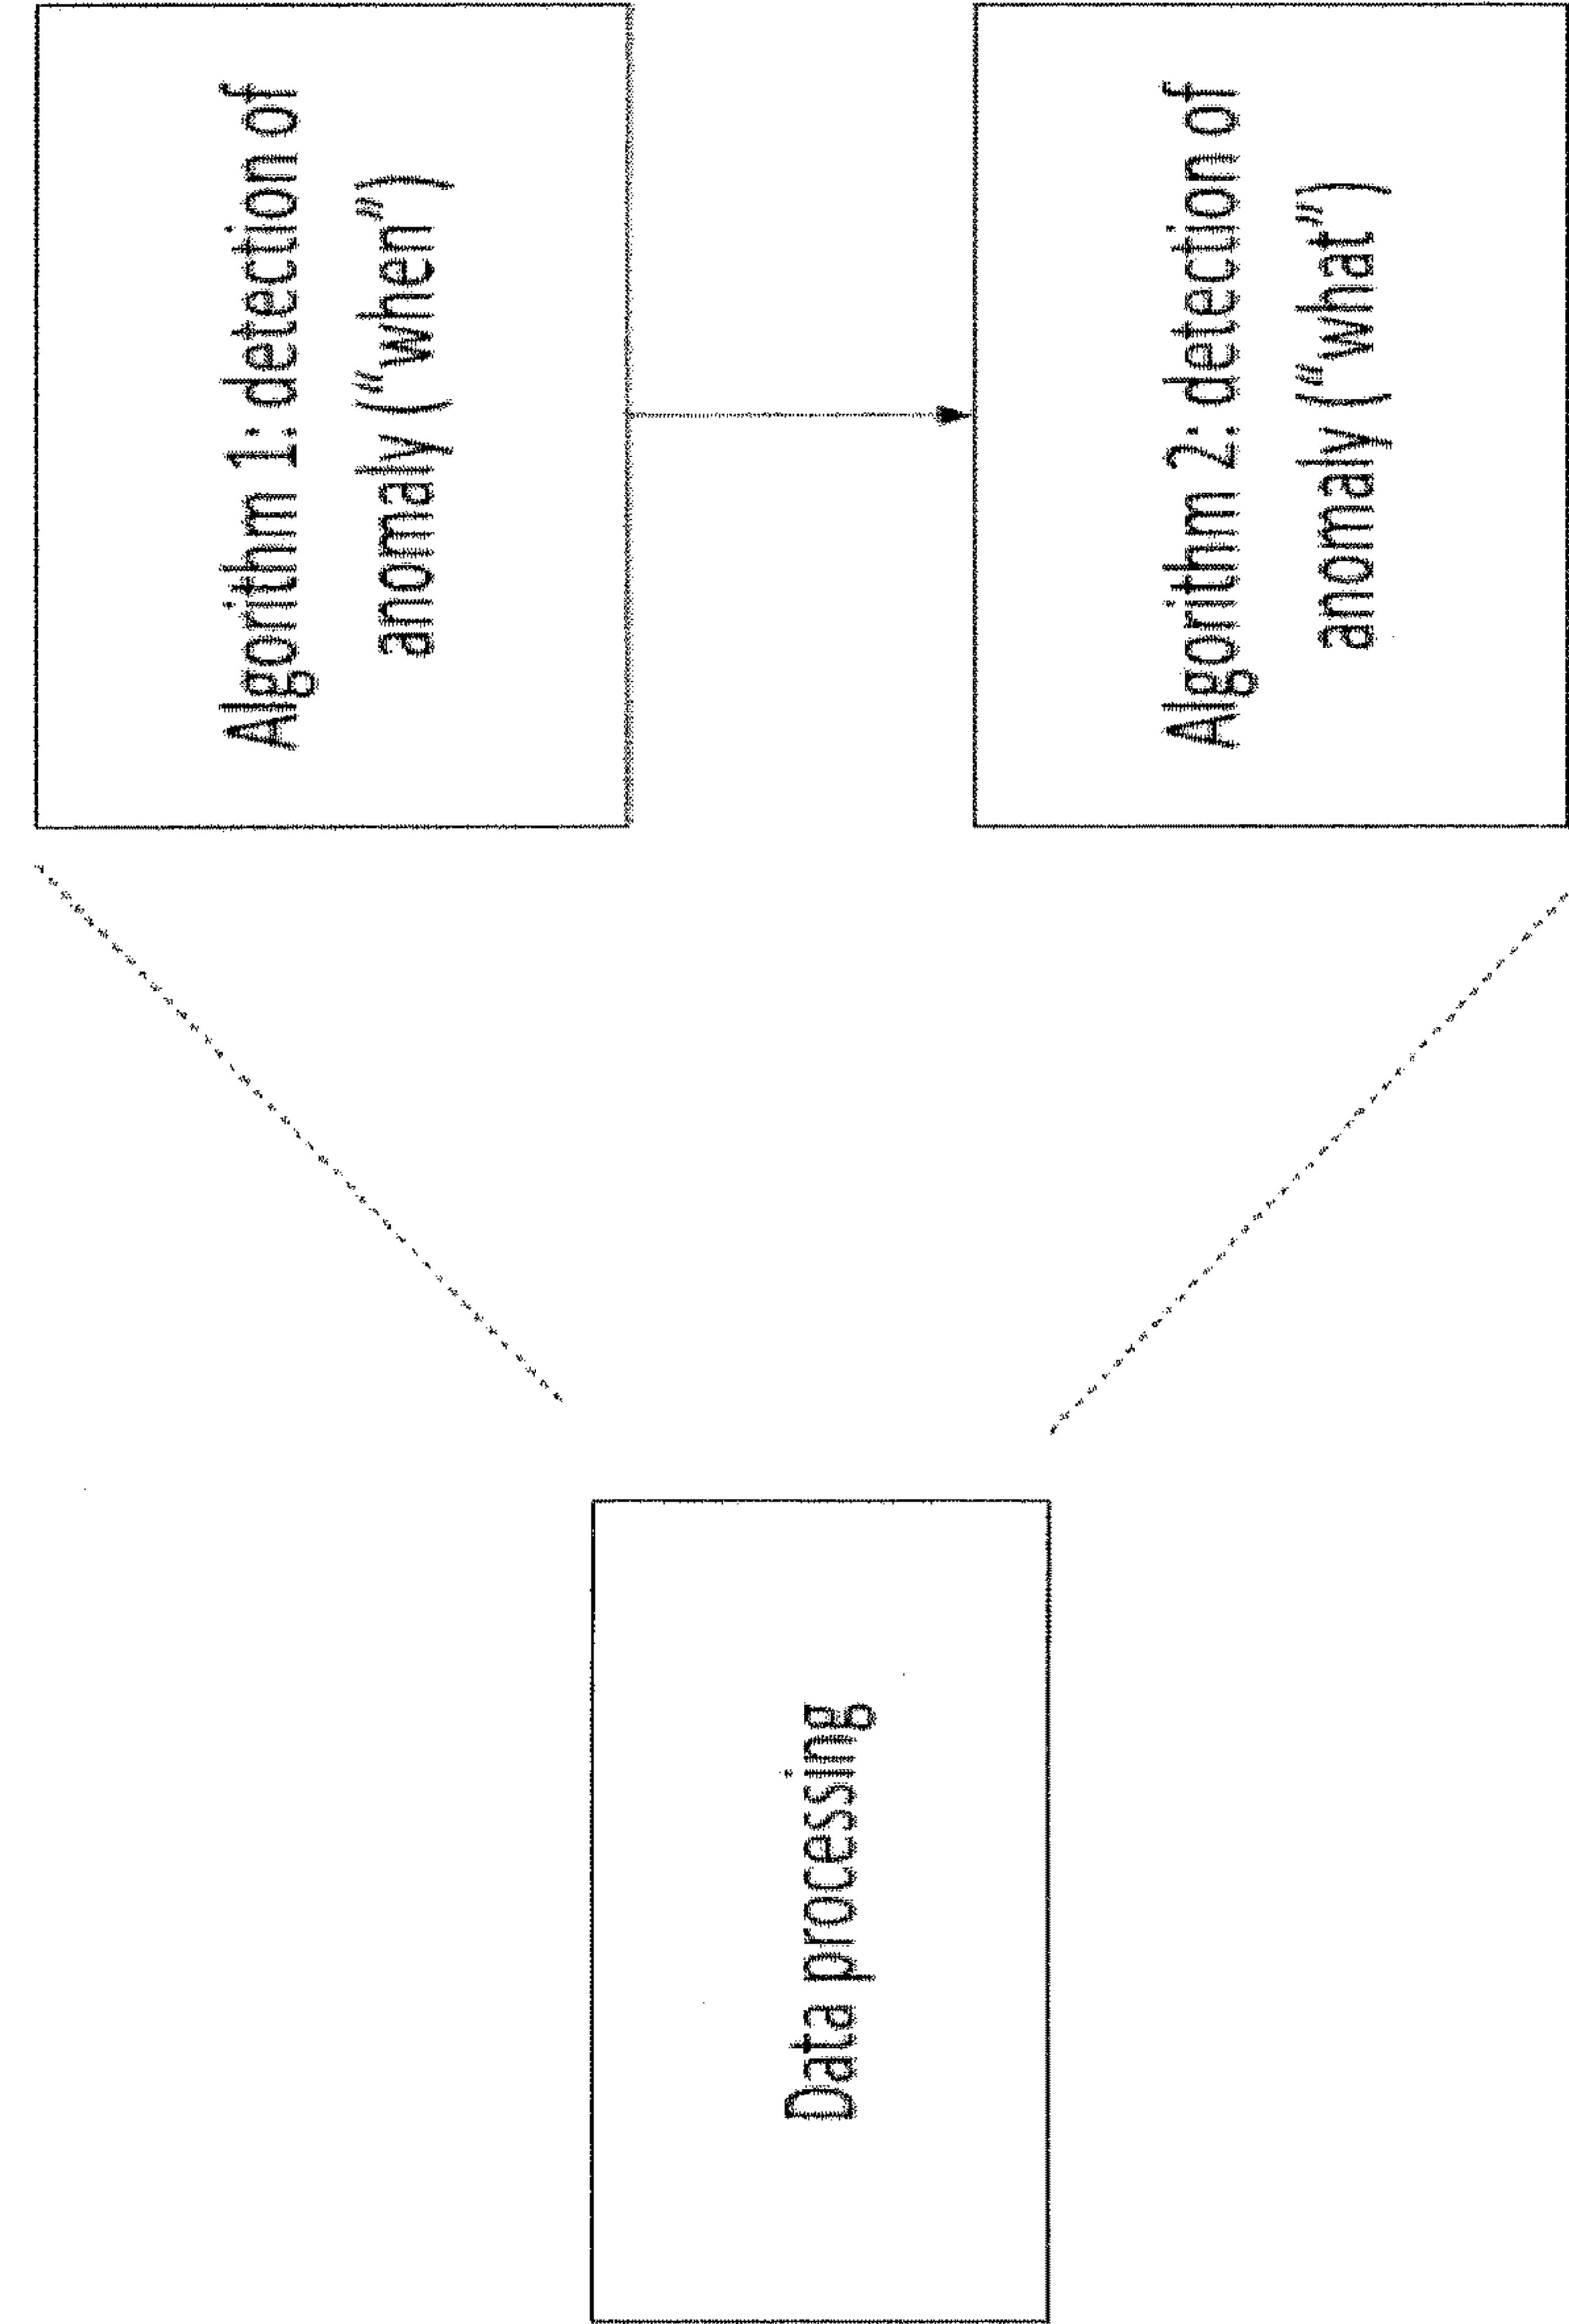 Data processing
Algorithm 1: detection of
anomaly (“when”)
Algorithm 2: detection of
anomaly (“what”)